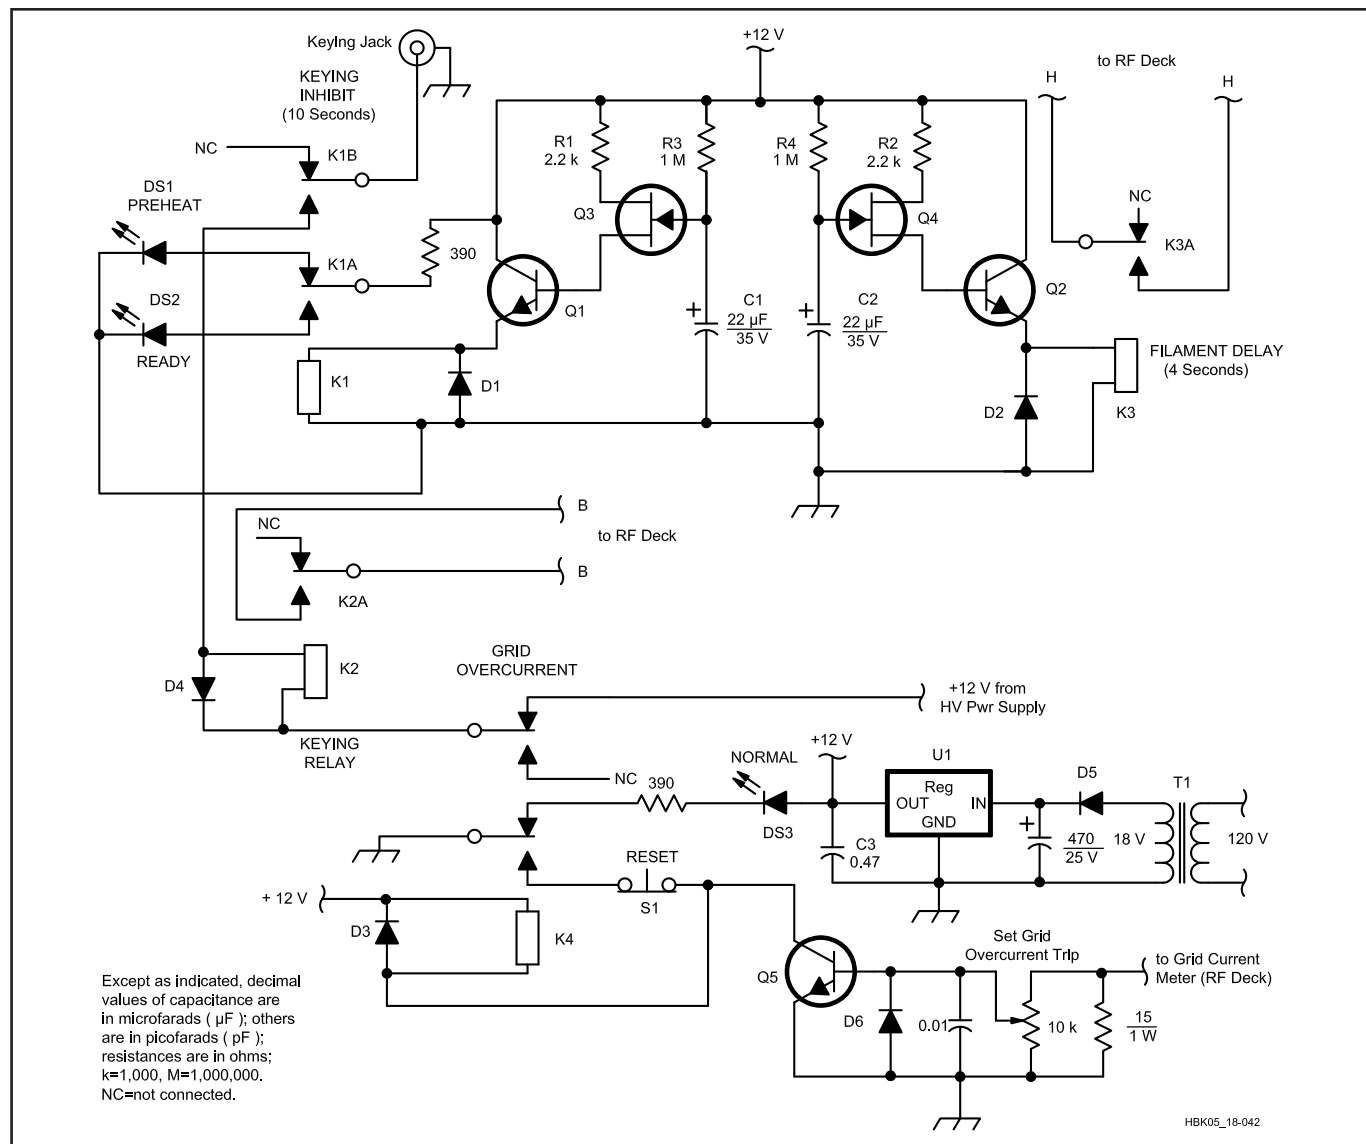 Keying Jack
KEYING
INHIBIT
(10 Seconds)
+12 V
to RF Deck
H
H
NC
K1B
R1
2.2 k
R3
1 M
R4
1 M
R2
2.2 k
DS1
PREHEAT
Q3
Q4
NC
K3A
K1A
390
DS2
Q1
C1
22 µF
35 V
C2
22 µF
35 V
Q2
READY
K1
D1
FILAMENT DELAY
(4 Seconds)
D2
K3
B
NC
to RF Deck
B
K2A
GRID
OVERCURRENT
K2
D4
+12 V from
HV Pwr Supply
KEYING
RELAY
NORMAL
+12 V
U1
NC
390
D5
T1
Reg
OUT
IN
GND
DS3
C3
0.47
470
25 V
18 V
120 V
RESET
S1
+ 12 V
D3
K4
Set Grid
Overcurrent Trip
to Grid Current
Meter (RF Deck)
Q5
D6
0.01
10 k
15
1 W
Except as indicated, decimal
values of capacitance are
in microfarads ( µF ); others
are in picofarads ( pF );
resistances are in ohms;
k=1,000, M=1,000,000.
NC=not connected.
HBK05_18-042